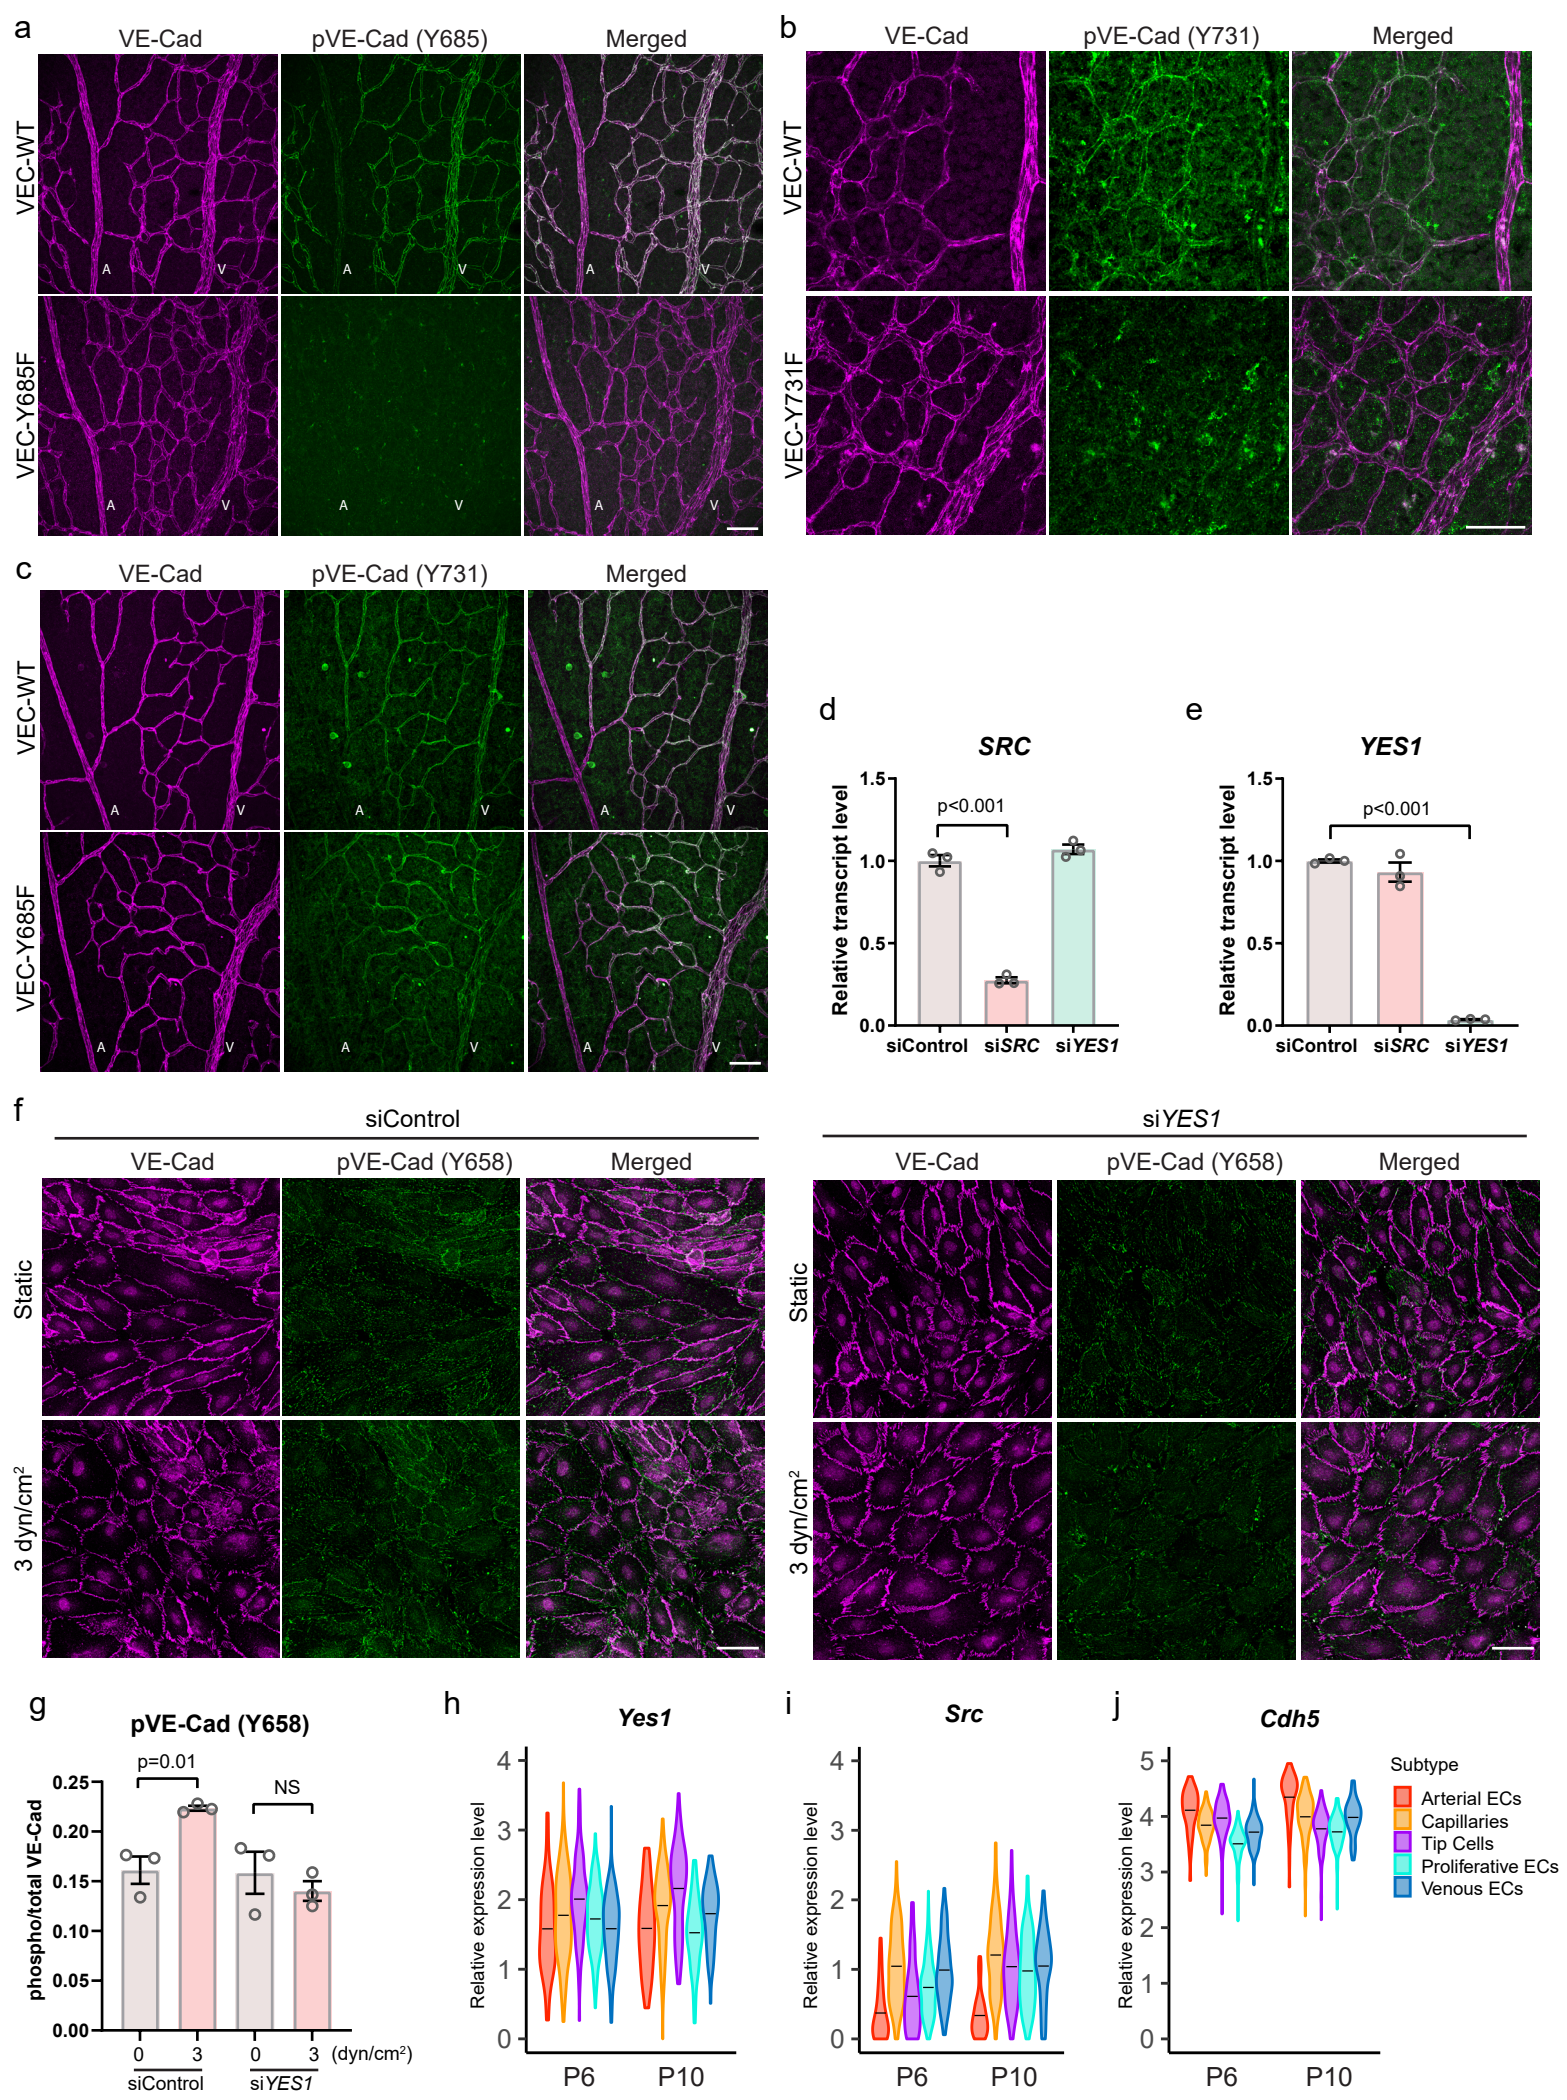 a
VE-Cad pVE-Cad (Y685) Merged
VEC-WT
A A A
V V V
VEC-Y685F
A A A
V V V
b
VE-Cad pVE-Cad (Y731) Merged
VEC-WT
VEC-Y731F
c
VE-Cad pVE-Cad (Y731) Merged
VEC-WT
A V A V A V
VEC-Y685F
A V A V A V
d
SRC
Relative transcript level
1.5
1.0
0.5
0.0
p<0.001
siControl siSRC siYES1
e
YES1
Relative transcript level
1.5
1.0
0.5
0.0
p<0.001
siControl siSRC siYES1
f
siControl
VE-Cad pVE-Cad (Y658) Merged
Static
3 dyn/cm²
siYES1
VE-Cad pVE-Cad (Y658) Merged
Static
3 dyn/cm²
g
pVE-Cad (Y658)
phospho/total VE-Cad
p=0.01
NS
0.25
0.20
0.15
0.10
0.05
0.00
0 3 0 3 (dyn/cm²)
siControl siYES1
h
Yes1
Relative expression level
4
3
2
1
0
P6 P10
i
Src
Relative expression level
4
3
2
1
0
P6 P10
j
Cdh5
Relative expression level
5
4
3
2
1
0
P6 P10
Subtype
Arterial ECs
Capillaries
Tip Cells
Proliferative ECs
Venous ECs